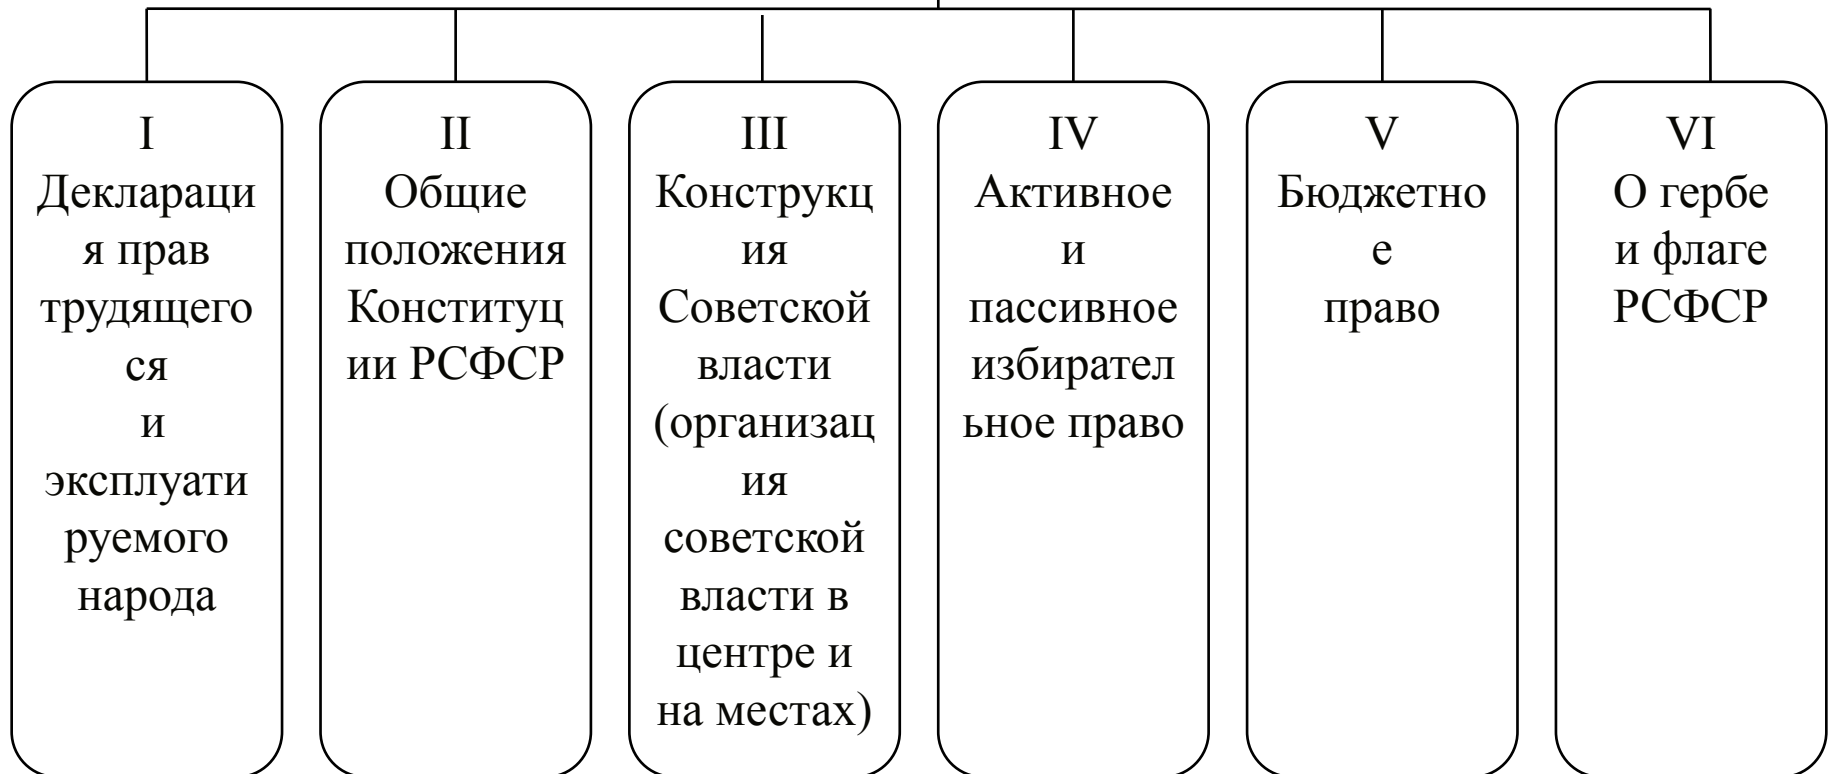 I
Деклараци
я прав
трудящего
ся
и
эксплуати
руемого
народа
II
Общие
положения
Конституц
ии РСФСР
III
Конструкц
ия
Советской
власти
(организац
ия
советской
власти в
центре и
на местах)
IV
Активное
и
пассивное
избирател
ьное право
V
Бюджетно
е
право
VI
О гербе
и флаге
РСФСР